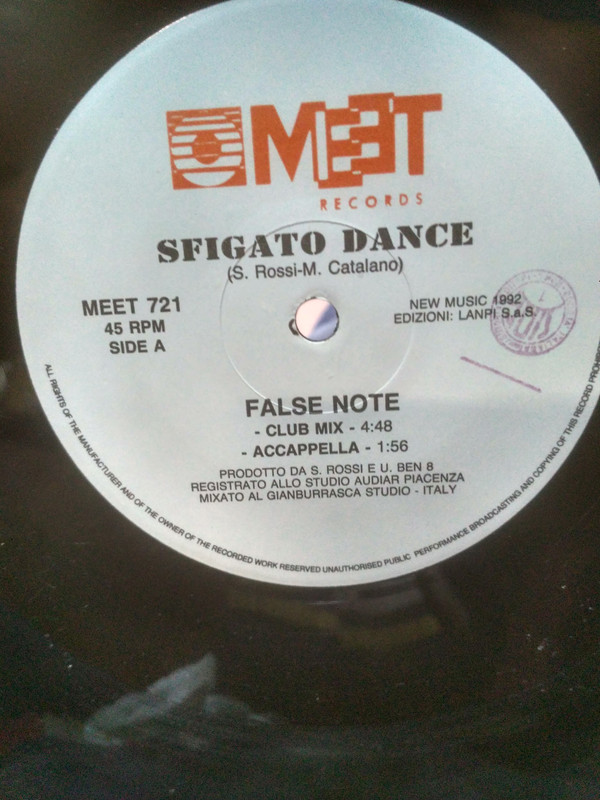 MEET
RECORDS
SFIGATO DANCE
(S. Rossi-M. Catalano)
MEET 721
45 RPM
SIDE A
NEW MUSIC 1992
EDIZIONI: LANPI S.a.S.
FALSE NOTE
- CLUB MIX - 4:48
- ACCAPPELLA - 1:56
PRODOTTO DA S. ROSSI E U. BEN 8
REGISTRATO ALLO STUDIO AUDIAR PIACENZA
MIXATO AL GIANBURRASCA STUDIO - ITALY
ALL RIGHTS OF THE MANUFACTURER AND OF THE OWNER OF THE RECORDED WORK RESERVED UNAUTHORISED PUBLIC PERFORMANCE BROADCASTING AND COPYING OF THIS RECORD